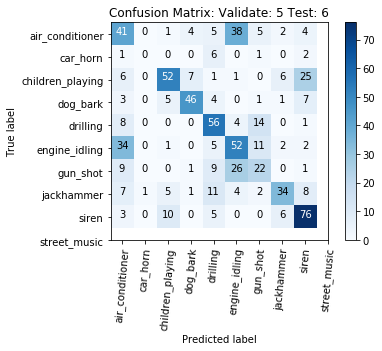 Confusion Matrix: Validate: 5 Test: 6
True label
air_conditioner 41 0 1 4 5 38 5 2 4
car_horn 0 0 0 0 6 0 1 0 2
children_playing 6 0 52 7 1 1 0 6 25
dog_bark 3 0 5 46 4 0 1 1 7
drilling 8 0 0 0 56 4 14 0 1
engine_idling 34 0 1 0 5 52 11 2 2
gun_shot 9 0 0 1 9 26 22 0 0
jackhammer 7 1 5 1 11 4 2 34 8
siren 3 0 10 0 5 0 0 6 76
street_music
air_conditioner car_horn children_playing dog_bark drilling engine_idling gun_shot jackhammer siren street_music
Predicted label
70
60
50
40
30
20
10
0